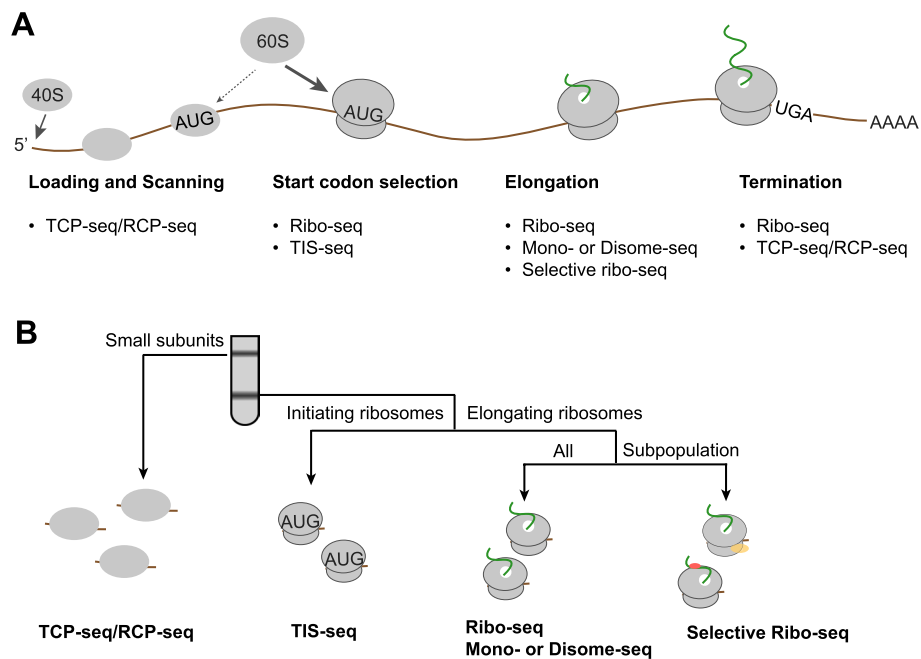 A
60S
40S
AUG
AUG
UGA
5'
AAAA
Loading and Scanning
• TCP-seq/RCP-seq
Start codon selection
• Ribo-seq
• TIS-seq
Elongation
• Ribo-seq
• Mono- or Disome-seq
• Selective ribo-seq
Termination
• Ribo-seq
• TCP-seq/RCP-seq
B
Small subunits
Initiating ribosomes
Elongating ribosomes
All
Subpopulation
AUG
AUG
TCP-seq/RCP-seq
TIS-seq
Ribo-seq
Mono- or Disome-seq
Selective Ribo-seq